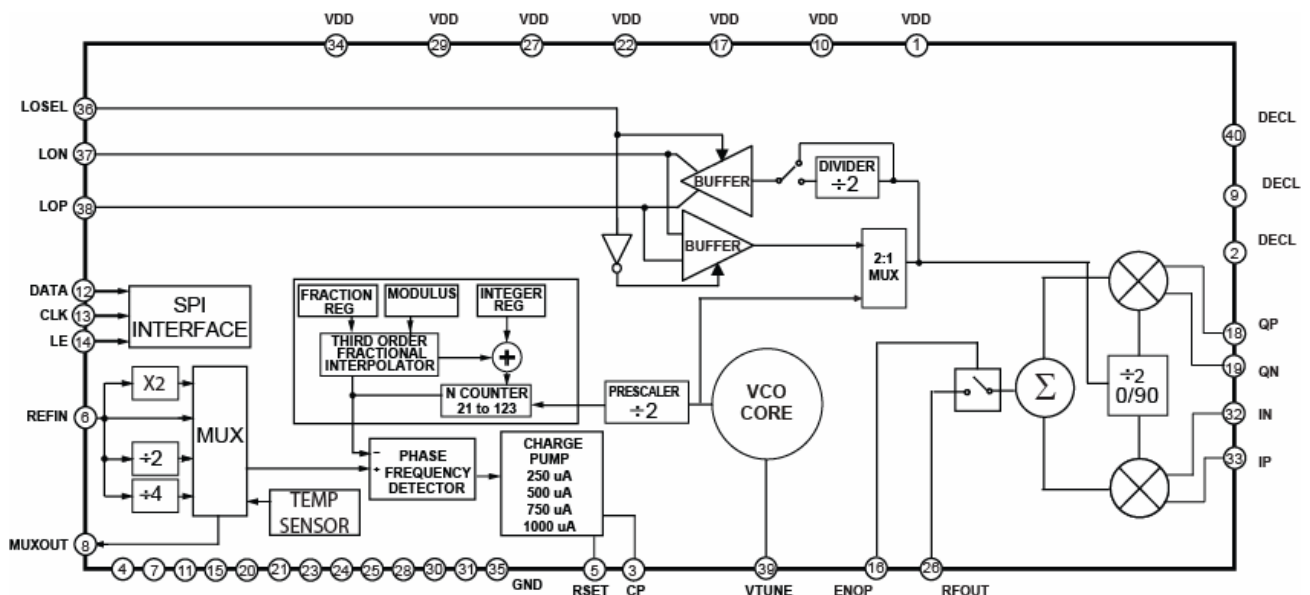 VDD VDD VDD VDD VDD VDD VDD
34 29 27 22 17 10 1
LOSEL 36
LON 37
LOP 38
DATA 12
CLK 13
LE 14
SPI
INTERFACE
REFIN 6
X2
÷2
÷4
MUX
TEMP
SENSOR
MUXOUT 8
FRACTION
REG
MODULUS
INTEGER
REG
THIRD ORDER
FRACTIONAL
INTERPOLATOR
+
N COUNTER
21 to 123
−
+
PHASE
FREQUENCY
DETECTOR
CHARGE
PUMP
250 uA
500 uA
750 uA
1000 uA
PRESCALER
÷2
VCO
CORE
BUFFER
BUFFER
DIVIDER
÷2
2:1
MUX
Σ
÷2
0/90
DECL
40
DECL
9
DECL
2
QP
18
QN
19
IN
32
IP
33
4 7 11 15 20 21 23 24 25 28 30 31 35 GND
5 3 39 16 26
RSET CP VTUNE ENOP RFOUT